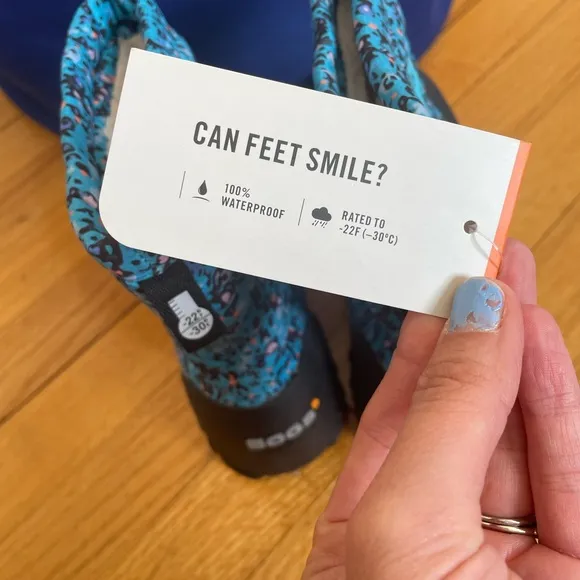 CAN FEET SMILE?
100%
WATERPROOF
RATED TO
-22F (–30°C)
-22°
-30°
BOGS